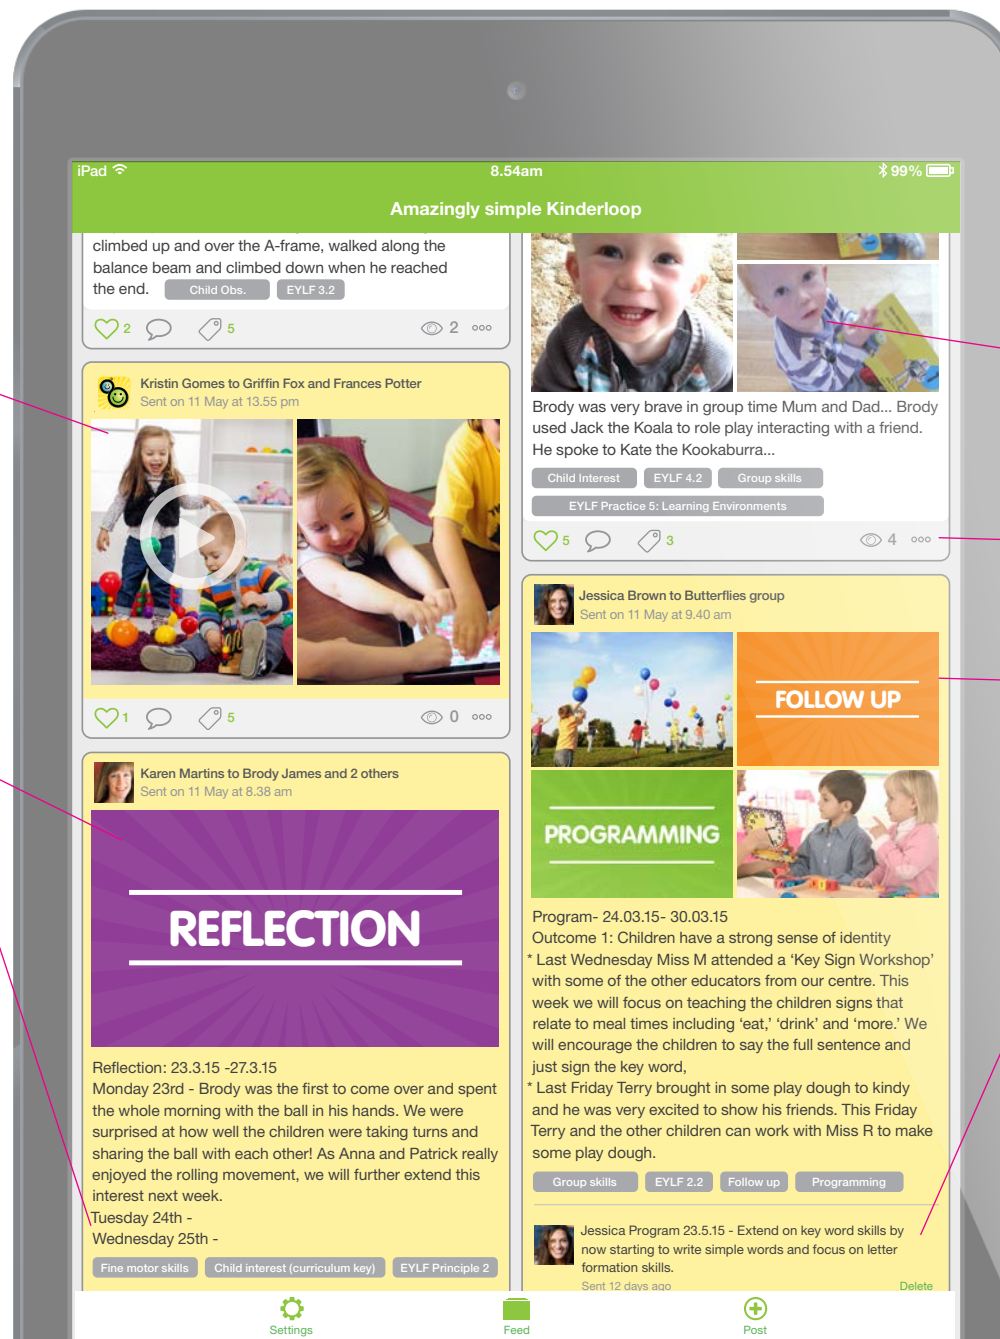 iPad 8.54am 99%
Amazingly simple Kinderloop
climbed up and over the A-frame, walked along the
balance beam and climbed down when he reached
the end. Child Obs. EYLF 3.2
2 5 2
Kristin Gomes to Griffin Fox and Frances Potter
Sent on 11 May at 13.55 pm
1 5 0
Karen Martins to Brody James and 2 others
Sent on 11 May at 8.38 am
REFLECTION
Reflection: 23.3.15 -27.3.15
Monday 23rd - Brody was the first to come over and spent
the whole morning with the ball in his hands. We were
surprised at how well the children were taking turns and
sharing the ball with each other! As Anna and Patrick really
enjoyed the rolling movement, we will further extend this
interest next week.
Tuesday 24th -
Wednesday 25th -
Fine motor skills Child interest (curriculum key) EYLF Principle 2
Brody was very brave in group time Mum and Dad... Brody
used Jack the Koala to role play interacting with a friend.
He spoke to Kate the Kookaburra...
Child Interest EYLF 4.2 Group skills
EYLF Practice 5: Learning Environments
5 3 4
Jessica Brown to Butterflies group
Sent on 11 May at 9.40 am
FOLLOW UP
PROGRAMMING
Program- 24.03.15- 30.03.15
Outcome 1: Children have a strong sense of identity
* Last Wednesday Miss M attended a ‘Key Sign Workshop’
with some of the other educators from our centre. This
week we will focus on teaching the children signs that
relate to meal times including ‘eat,’ ‘drink’ and ‘more.’ We
will encourage the children to say the full sentence and
just sign the key word,
* Last Friday Terry brought in some play dough to kindy
and he was very excited to show his friends. This Friday
Terry and the other children can work with Miss R to make
some play dough.
Group skills EYLF 2.2 Follow up Programming
Jessica Program 23.5.15 - Extend on key word skills by
now starting to write simple words and focus on letter
formation skills.
Sent 12 days ago Delete
Settings Feed Post